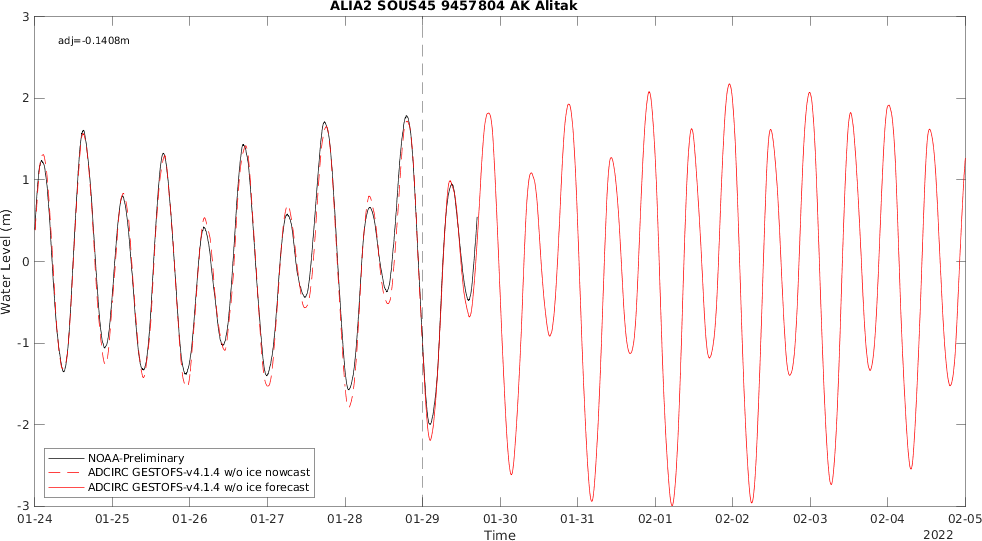 ALIA2 SOUS45 9457804 AK Alitak
adj=-0.1408m
3
2
1
0
-1
-2
-3
Water Level (m)
NOAA-Preliminary
ADCIRC GESTOFS-v4.1.4 w/o ice nowcast
ADCIRC GESTOFS-v4.1.4 w/o ice forecast
01-24 01-25 01-26 01-27 01-28 01-29 01-30 01-31 02-01 02-02 02-03 02-04 02-05
Time
2022